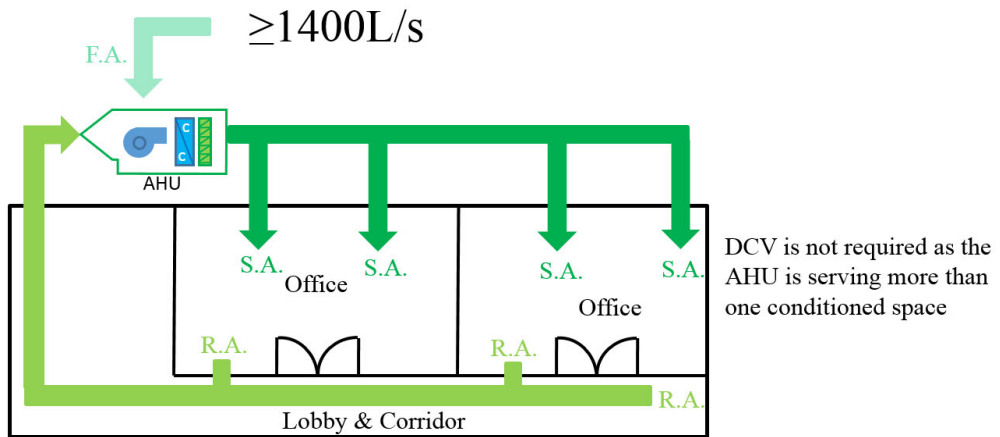 ≥1400L/s
F.A.
C
C
AHU
S.A.
S.A.
S.A.
S.A.
Office
Office
DCV is not required as the
AHU is serving more than
one conditioned space
R.A.
R.A.
R.A.
Lobby & Corridor